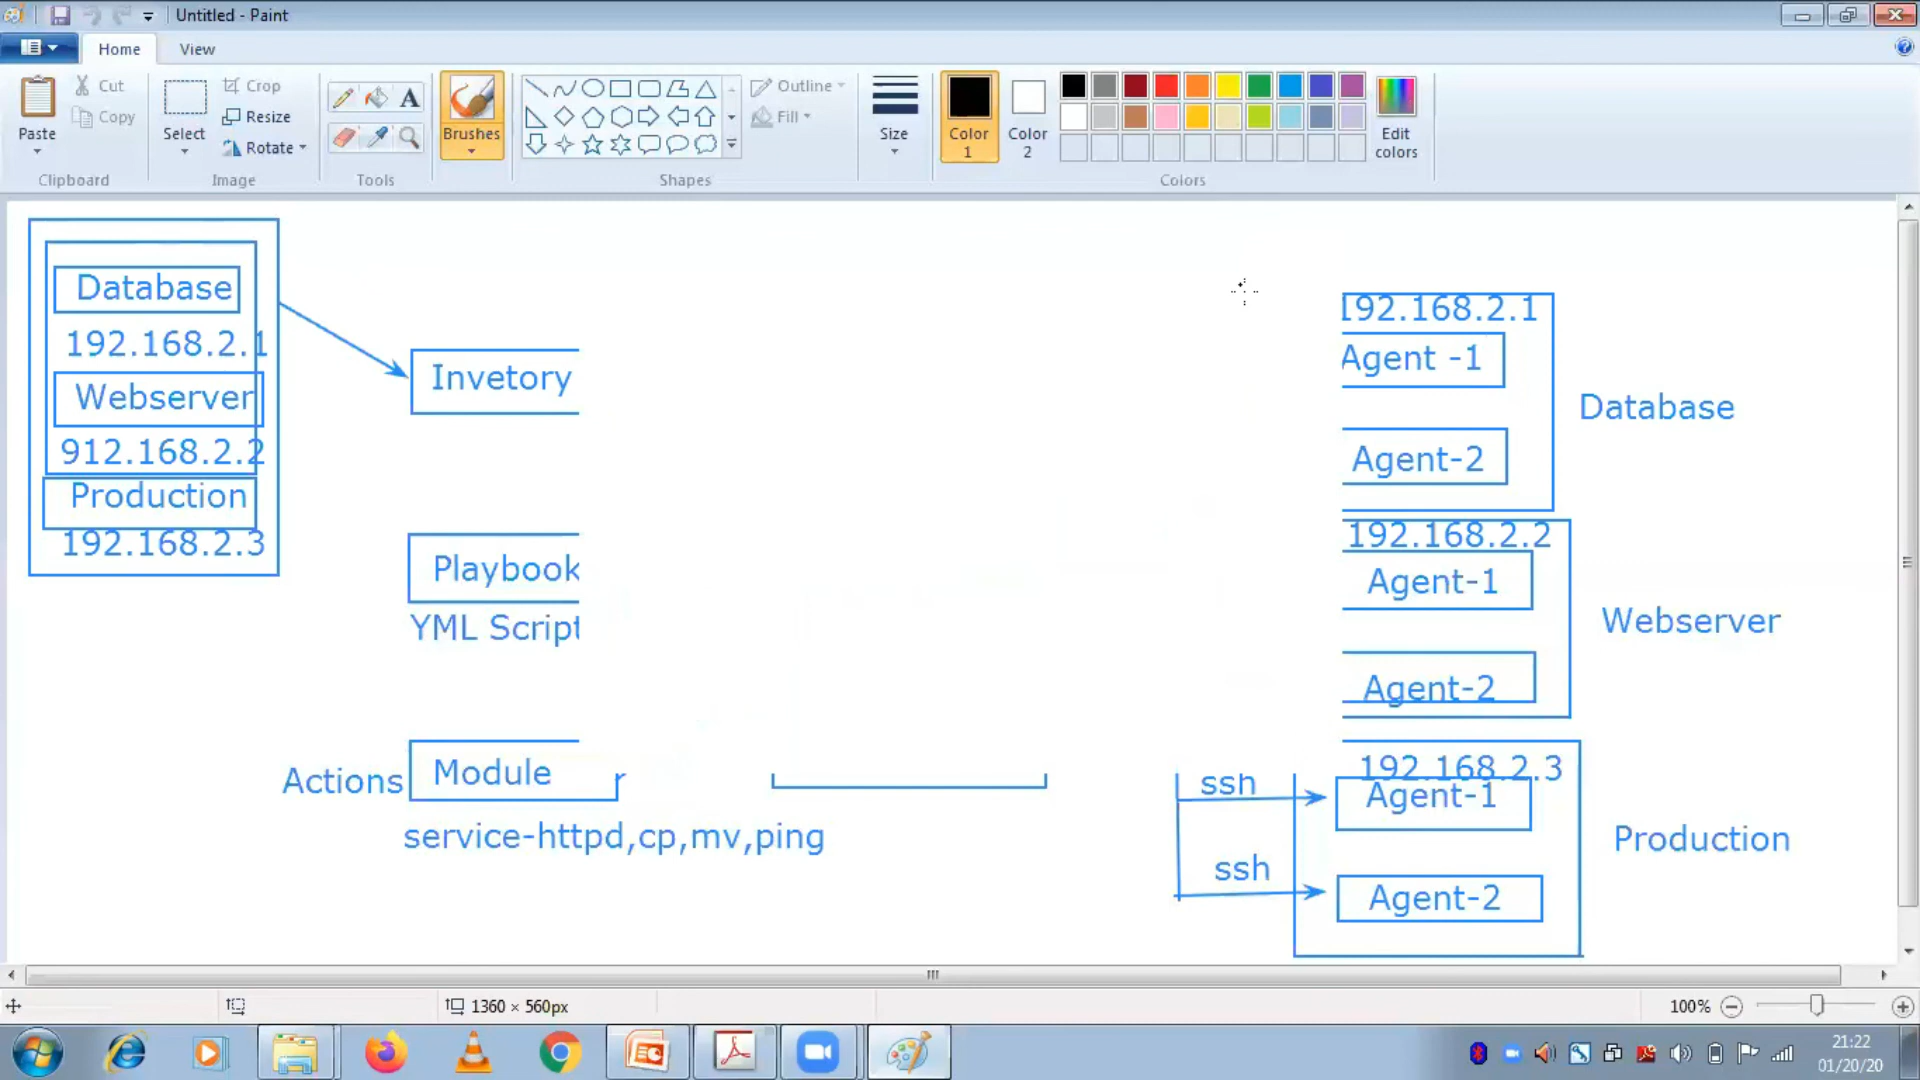 Untitled - Paint
Home
View
Paste
Cut
Copy
Clipboard
Select
Crop
Resize
Rotate
Image
A
Tools
Brushes
Outline
Fill
Shapes
Size
Color
1
Color
2
Edit
colors
Colors
Database
192.168.2.1
Webserver
912.168.2.2
Production
192.168.2.3
Invetory
Playbook
YML Script
Actions
Module
service-httpd,cp,mv,ping
ssh
ssh
192.168.2.1
Agent -1
Agent-2
Database
192.168.2.2
Agent-1
Agent-2
Webserver
192.168.2.3
Agent-1
Agent-2
Production
1360 × 560px
100%
21:22
01/20/20